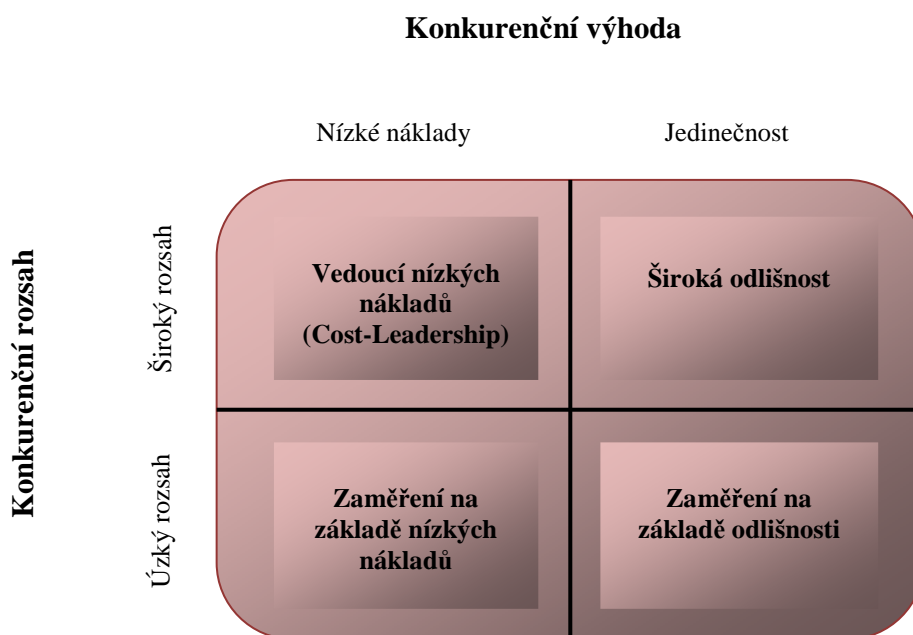 Konkurenční výhoda
Nízké náklady
Jedinečnost
Konkurenční rozsah
Široký rozsah
Vedoucí nízkých
nákladů
(Cost-Leadership)
Široká odlišnost
Úzký rozsah
Zaměření na
základě nízkých
nákladů
Zaměření na
základě odlišnosti